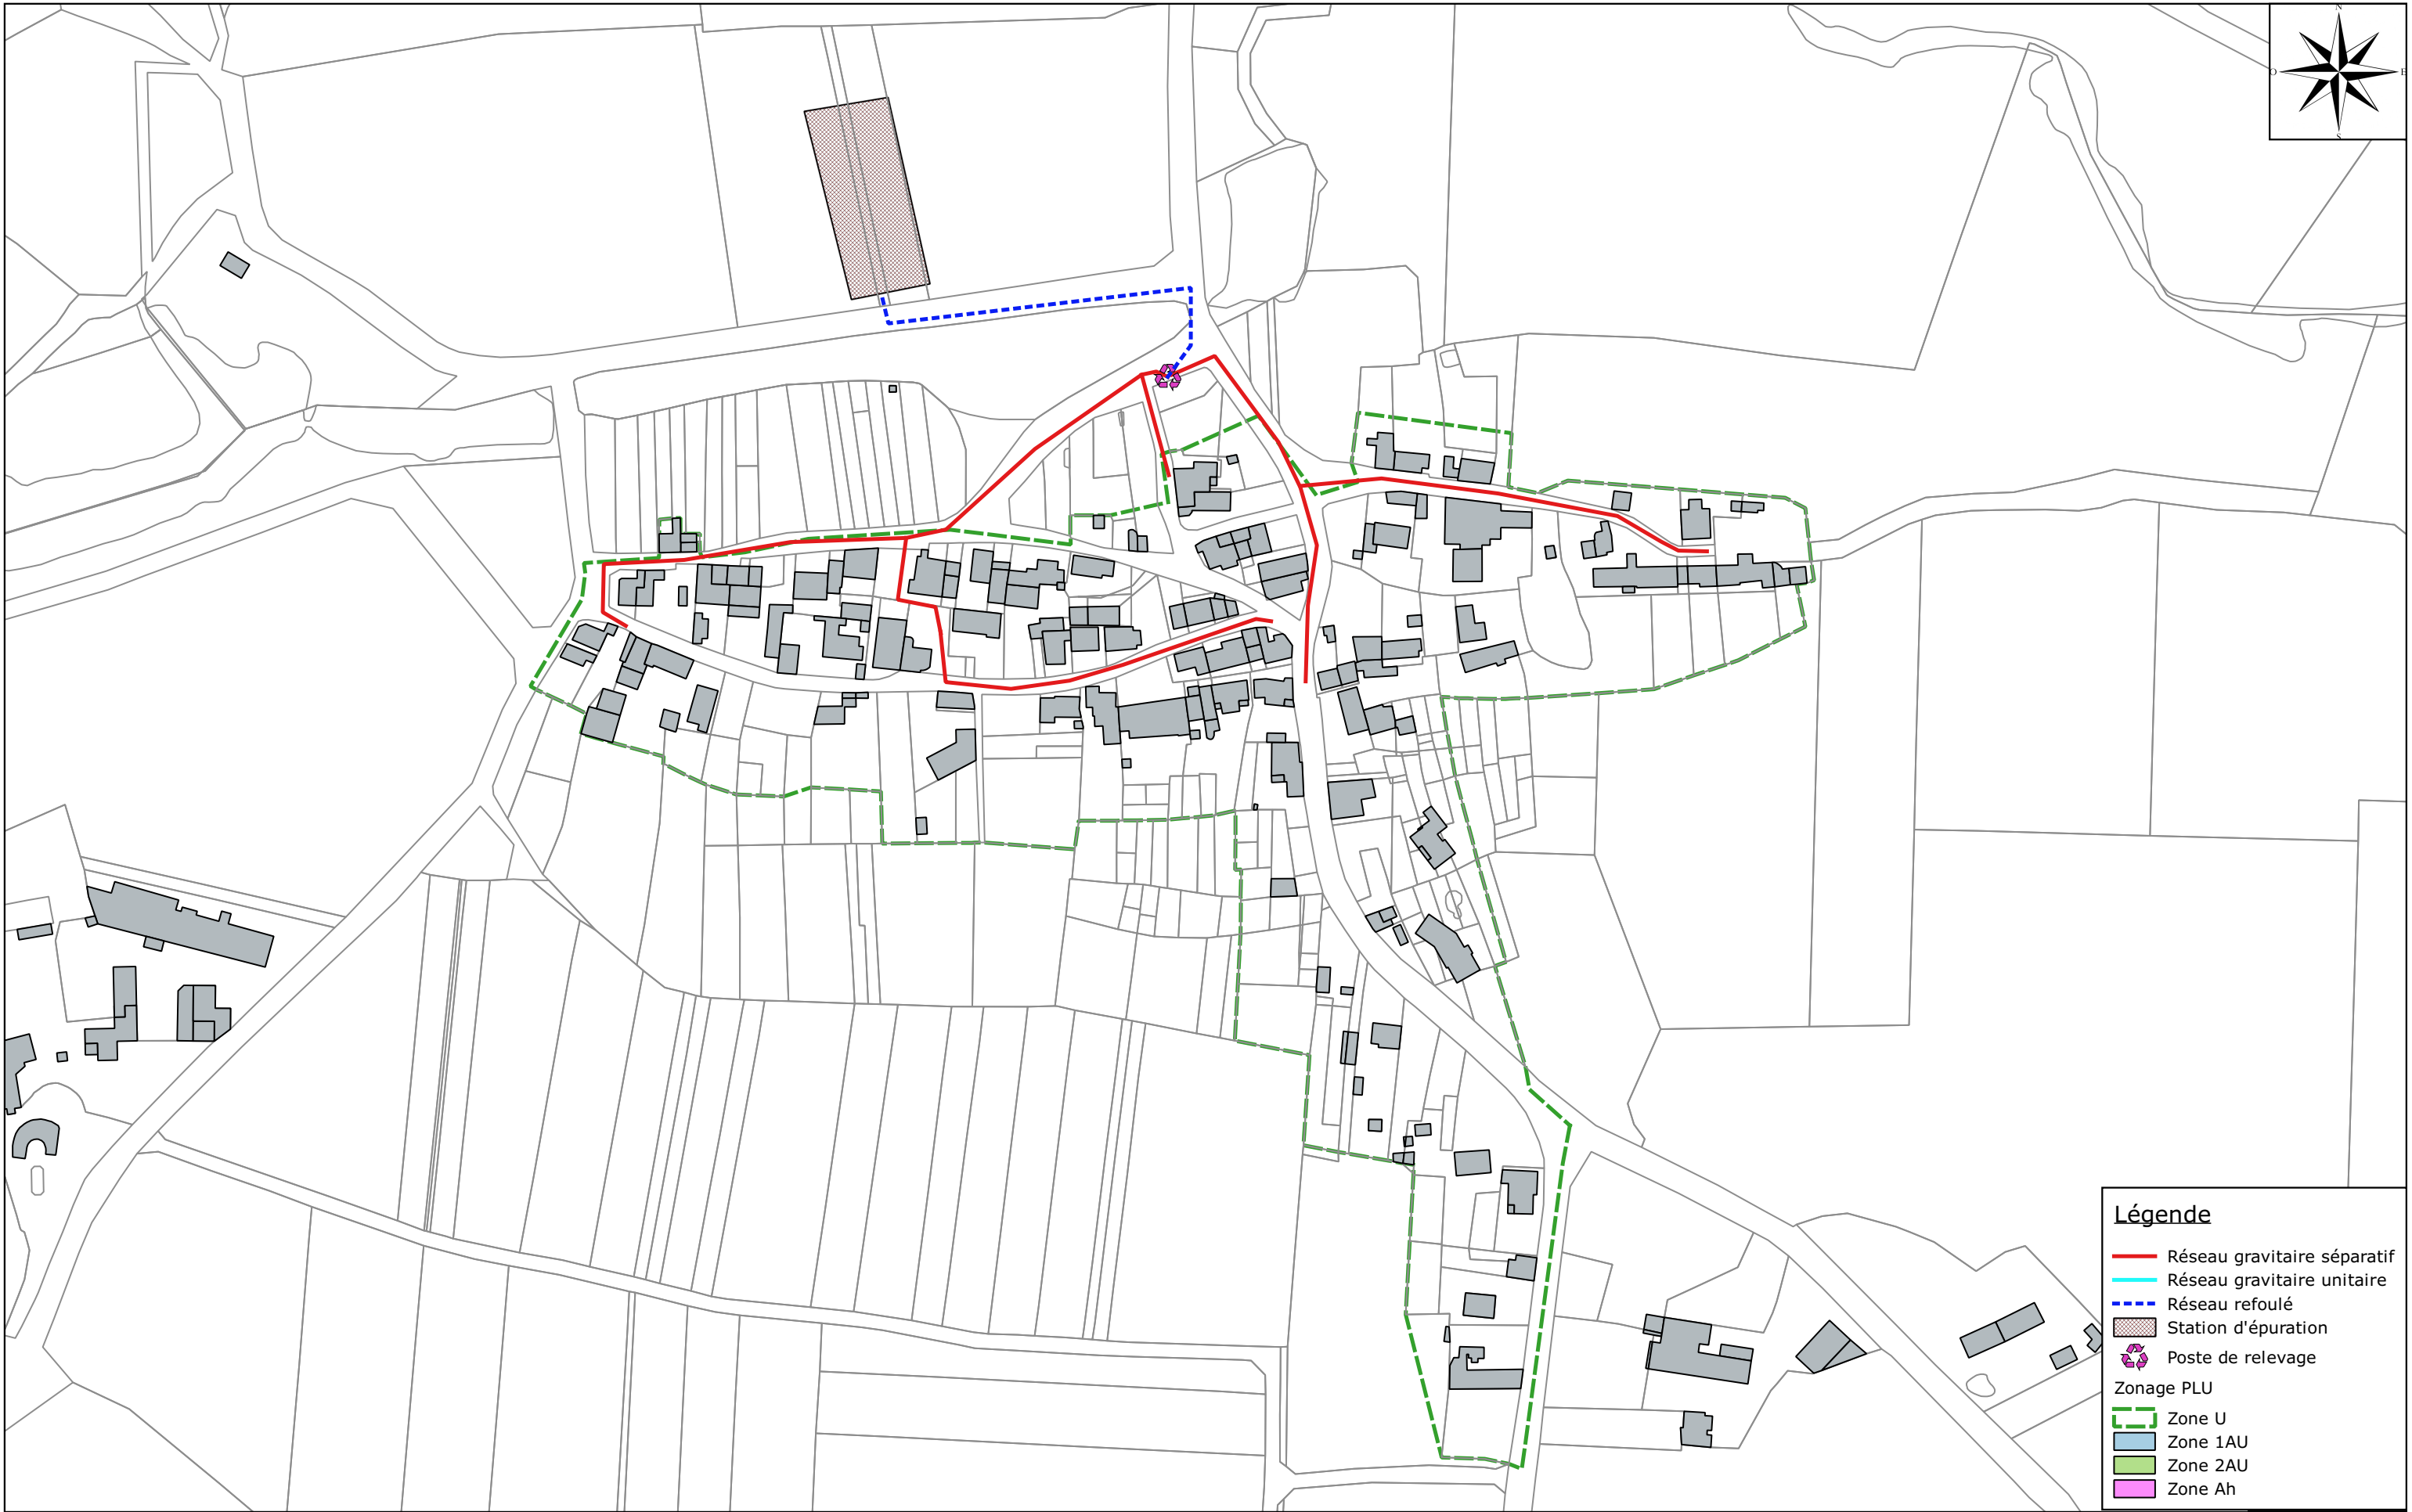 N
O
E
S
Légende
Réseau gravitaire séparatif
Réseau gravitaire unitaire
Réseau refoulé
Station d'épuration
Poste de relevage
Zonage PLU
Zone U
Zone 1AU
Zone 2AU
Zone Ah